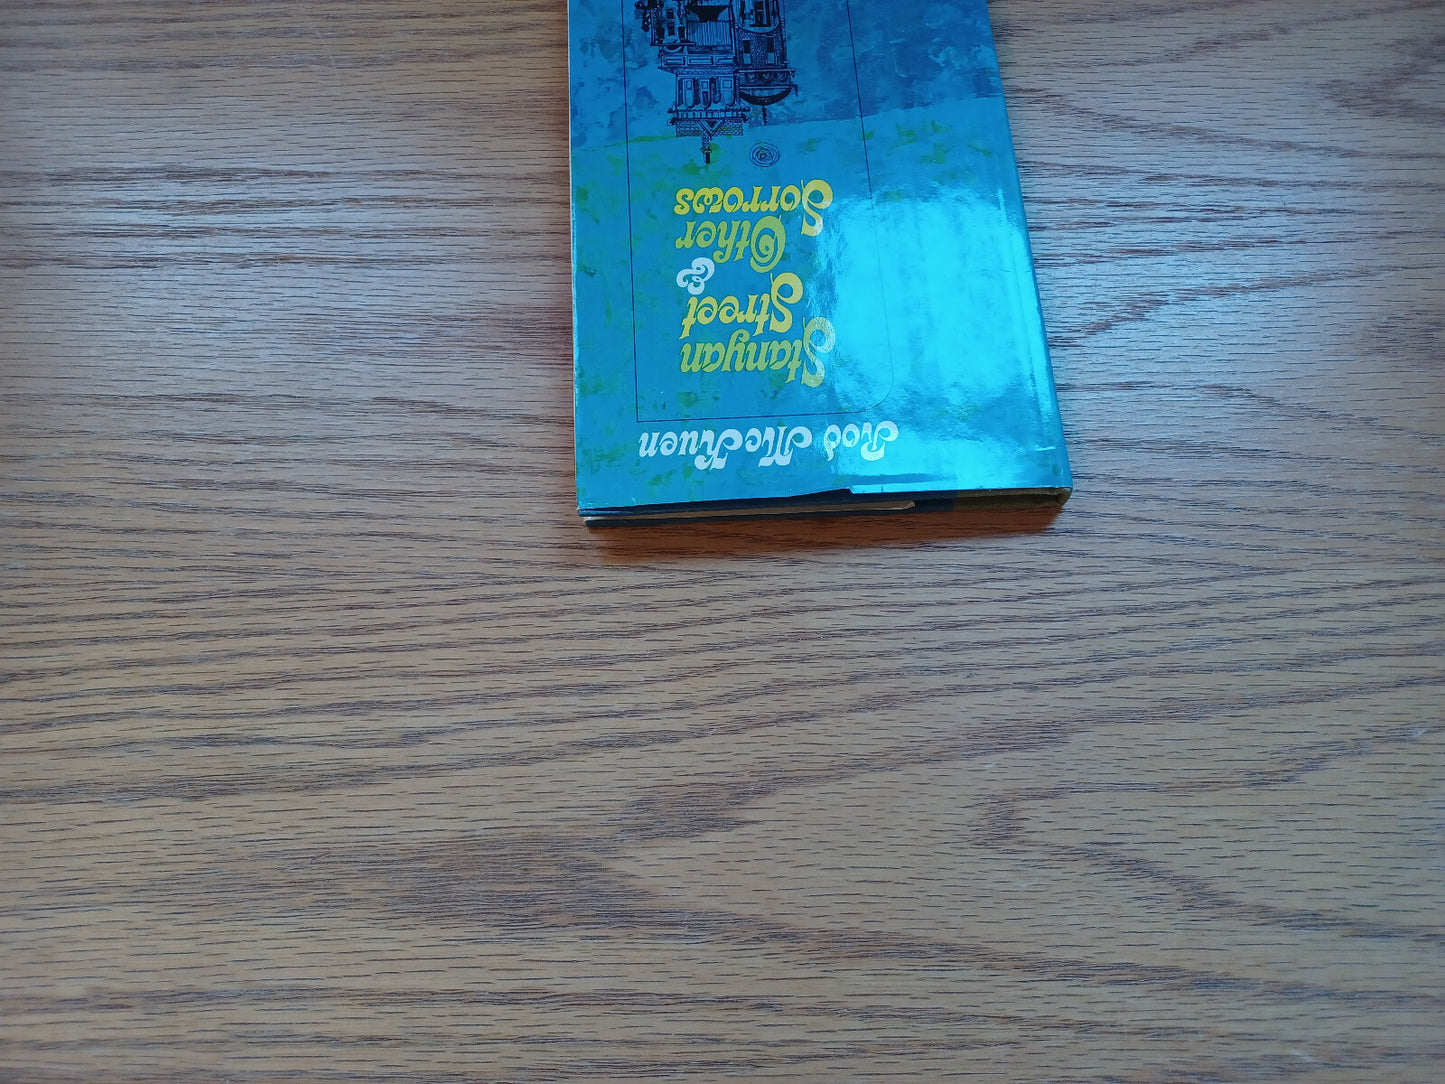 Rod McKuen
Stanyan
Street
&
Other
Sorrows